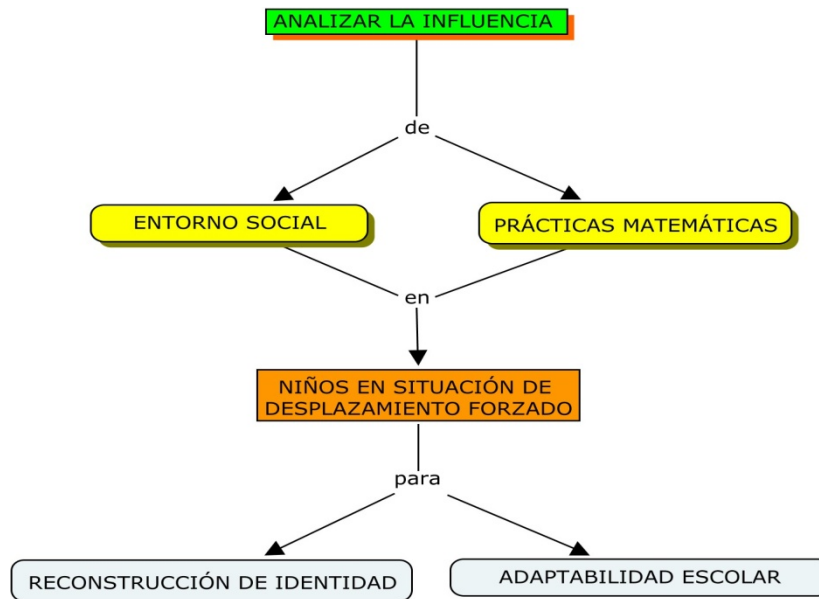 ANALIZAR LA INFLUENCIA
de
ENTORNO SOCIAL
PRÁCTICAS MATEMÁTICAS
en
NIÑOS EN SITUACIÓN DE
DESPLAZAMIENTO FORZADO
para
RECONSTRUCCIÓN DE IDENTIDAD
ADAPTABILIDAD ESCOLAR